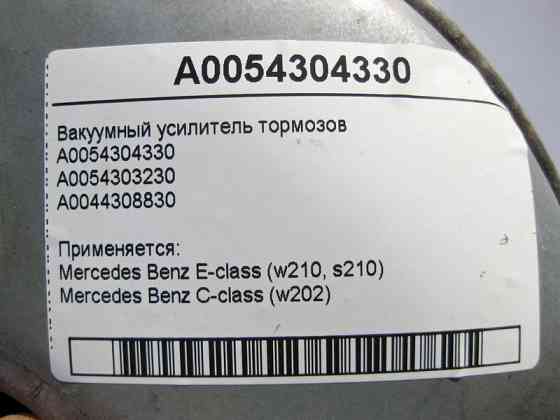 A0054304330
Вакуумный усилитель тормозов
A0054304330
A0054303230
A0044308830
Применяется:
Mercedes Benz E-class (w210, s210)
Mercedes Benz C-class (w202)